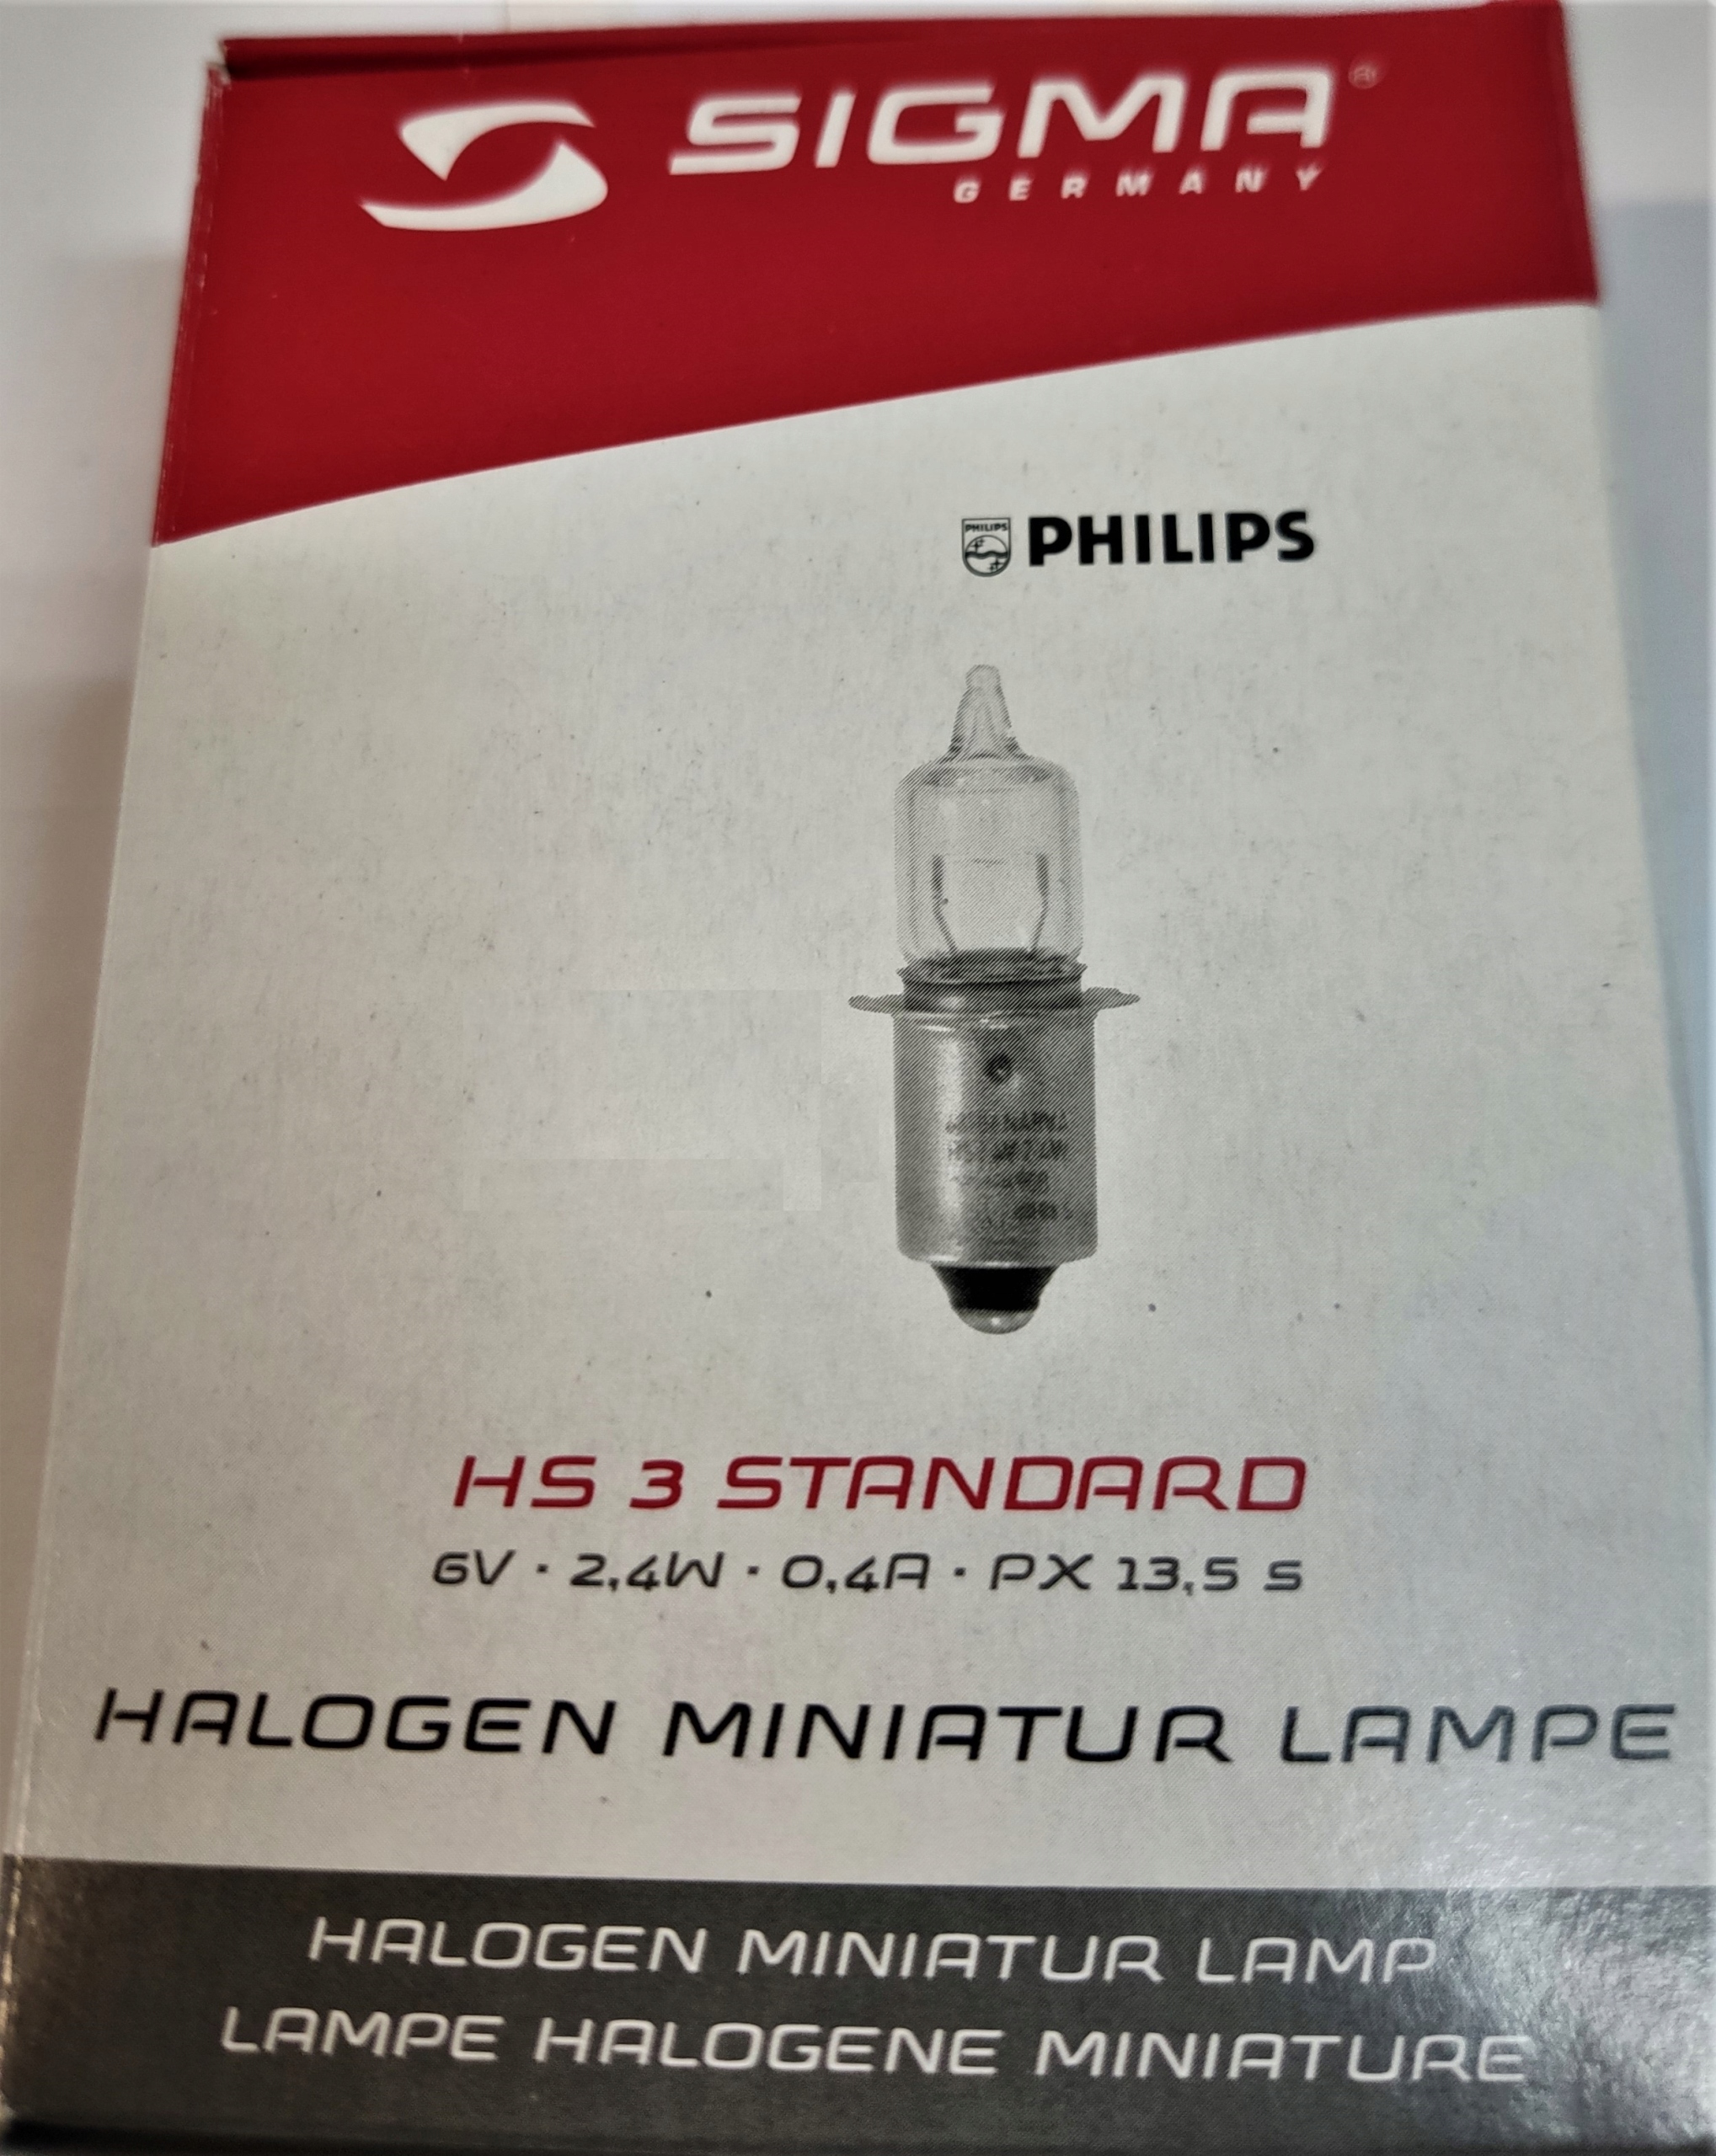 SIGMA®
GERMANY
PHILIPS PHILIPS
HS 3 STANDARD
6V · 2,4W · 0,4A · PX 13,5 s
HALOGEN MINIATUR LAMPE
HALOGEN MINIATUR LAMP
LAMPE HALOGENE MINIATURE